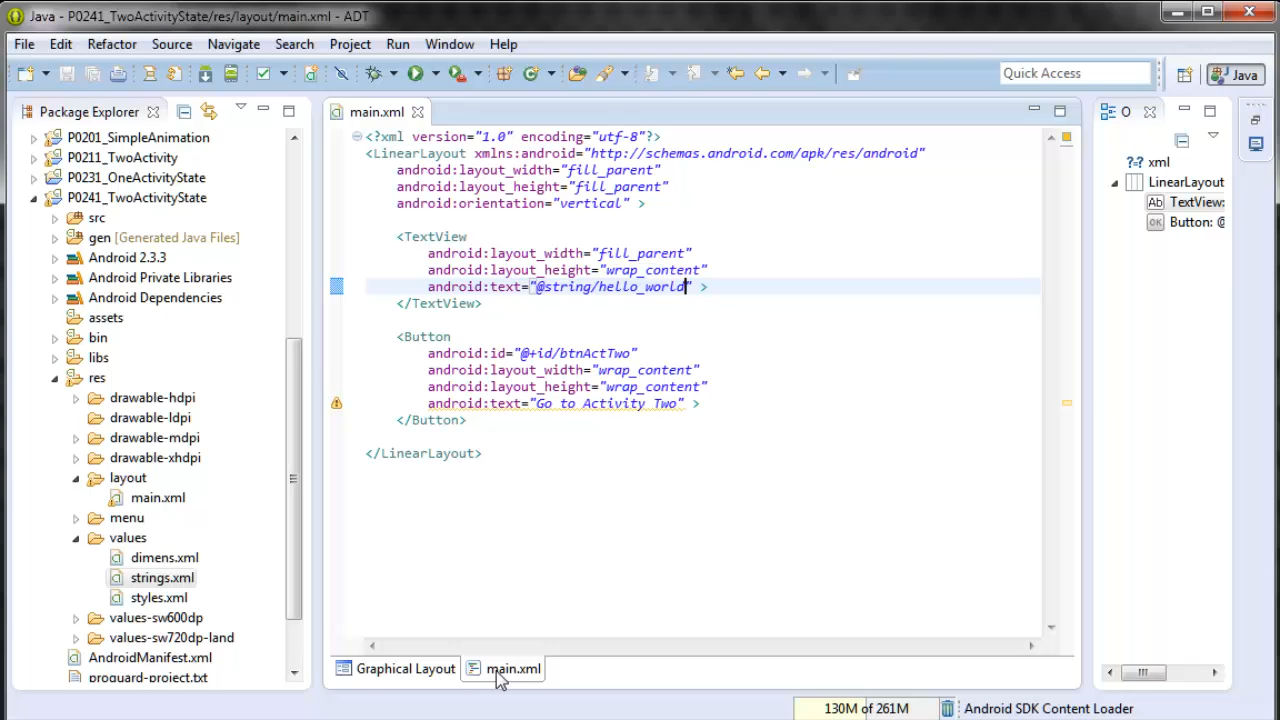 Java - P0241_TwoActivityState/res/layout/main.xml - ADT
File Edit Refactor Source Navigate Search Project Run Window Help
Quick Access
Java
Package Explorer
P0201_SimpleAnimation
P0211_TwoActivity
P0231_OneActivityState
P0241_TwoActivityState
src
gen [Generated Java Files]
Android 2.3.3
Android Private Libraries
Android Dependencies
assets
bin
libs
res
drawable-hdpi
drawable-ldpi
drawable-mdpi
drawable-xhdpi
layout
main.xml
menu
values
dimens.xml
strings.xml
styles.xml
values-sw600dp
values-sw720dp-land
AndroidManifest.xml
proguard-project.txt
main.xml
<?xml version="1.0" encoding="utf-8"?>
<LinearLayout xmlns:android="http://schemas.android.com/apk/res/android"
android:layout_width="fill_parent"
android:layout_height="fill_parent"
android:orientation="vertical" >
<TextView
android:layout_width="fill_parent"
android:layout_height="wrap_content"
android:text="@string/hello_world" >
</TextView>
<Button
android:id="@+id/btnActTwo"
android:layout_width="wrap_content"
android:layout_height="wrap_content"
android:text="Go to Activity Two" >
</Button>
</LinearLayout>
Graphical Layout
main.xml
O
xml
LinearLayout
Ab TextView:
OK Button: @
130M of 261M
Android SDK Content Loader